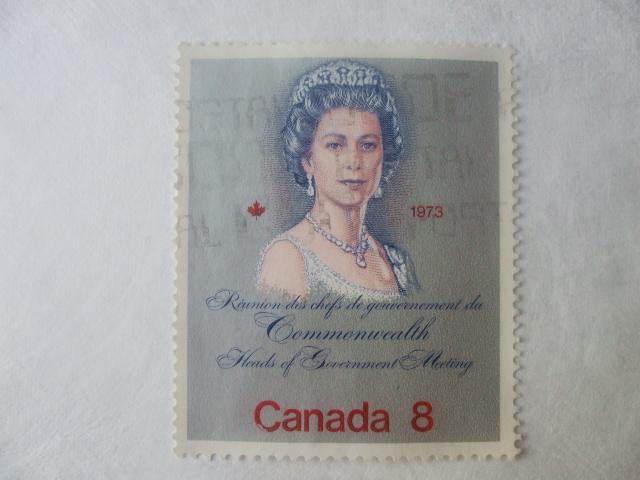 1973
Réunion des chefs de gouvernement du
Commonwealth
Heads of Government Meeting
Canada 8